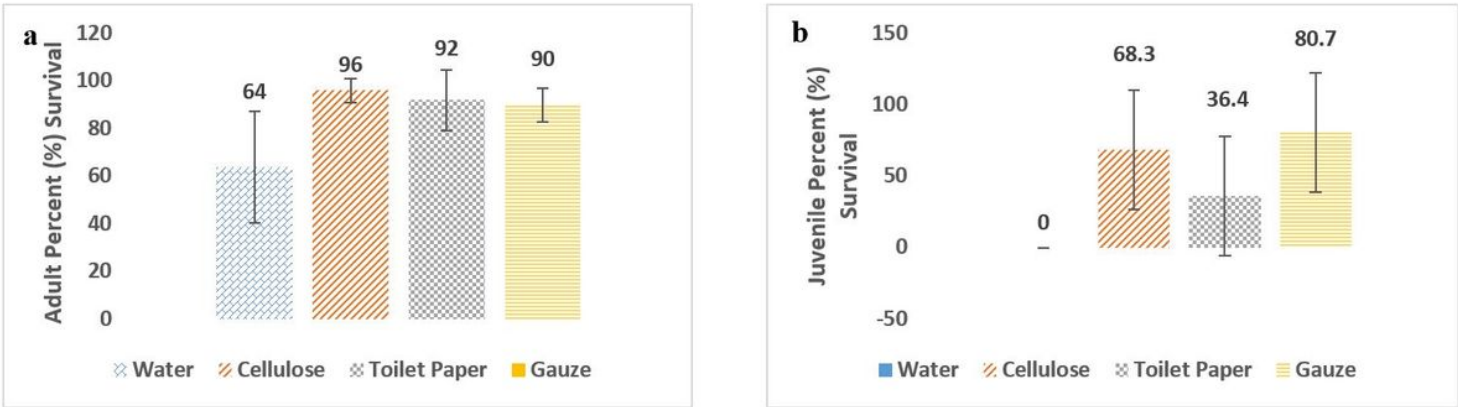 a
Adult Percent (%) Survival
120
100
80
60
40
20
0
64
96
92
90
Water Cellulose Toilet Paper Gauze
b
Juvenile Percent (%)
Survival
150
100
50
0
-50
0
68.3
36.4
80.7
Water Cellulose Toilet Paper Gauze